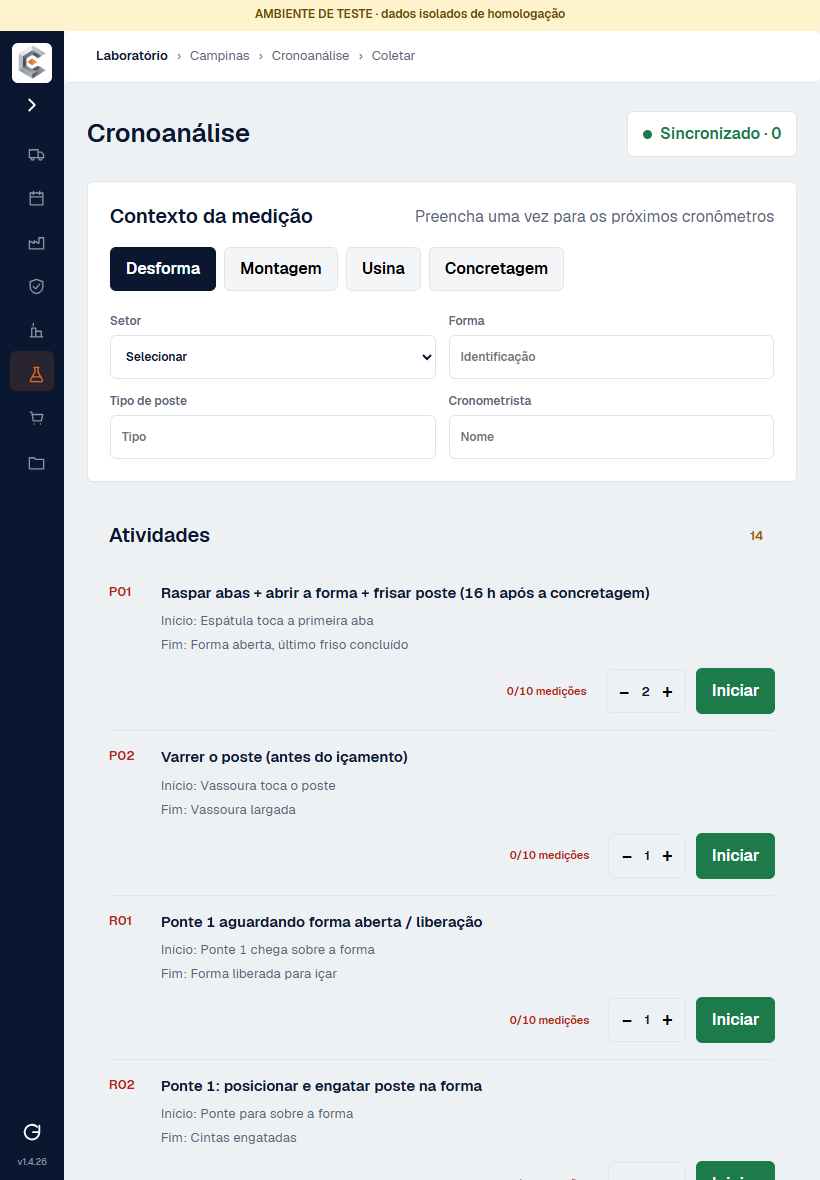 AMBIENTE DE TESTE · dados isolados de homologação
Laboratório › Campinas › Cronoanálise › Coletar
Cronoanálise
Sincronizado · 0
Contexto da medição
Preencha uma vez para os próximos cronômetros
Desforma Montagem Usina Concretagem
Setor Forma
Selecionar Identificação
Tipo de poste Cronometrista
Tipo Nome
Atividades 14
P01 Raspar abas + abrir a forma + frisar poste (16 h após a concretagem)
Início: Espátula toca a primeira aba
Fim: Forma aberta, último friso concluído
0/10 medições − 2 + Iniciar
P02 Varrer o poste (antes do içamento)
Início: Vassoura toca o poste
Fim: Vassoura largada
0/10 medições − 1 + Iniciar
R01 Ponte 1 aguardando forma aberta / liberação
Início: Ponte 1 chega sobre a forma
Fim: Forma liberada para içar
0/10 medições − 1 + Iniciar
R02 Ponte 1: posicionar e engatar poste na forma
Início: Ponte para sobre a forma
Fim: Cintas engatadas
v1.4.26